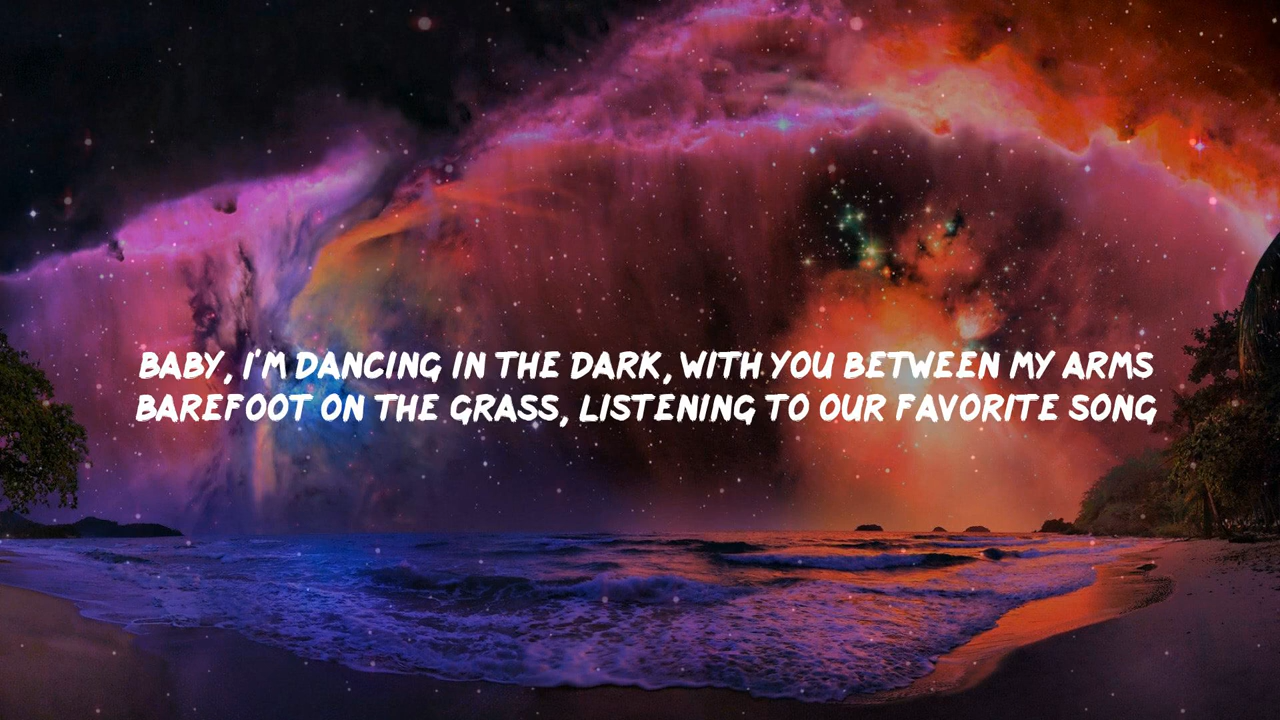 BABY, I'M DANCING IN THE DARK, WITH YOU BETWEEN MY ARMS
BAREFOOT ON THE GRASS, LISTENING TO OUR FAVORITE SONG